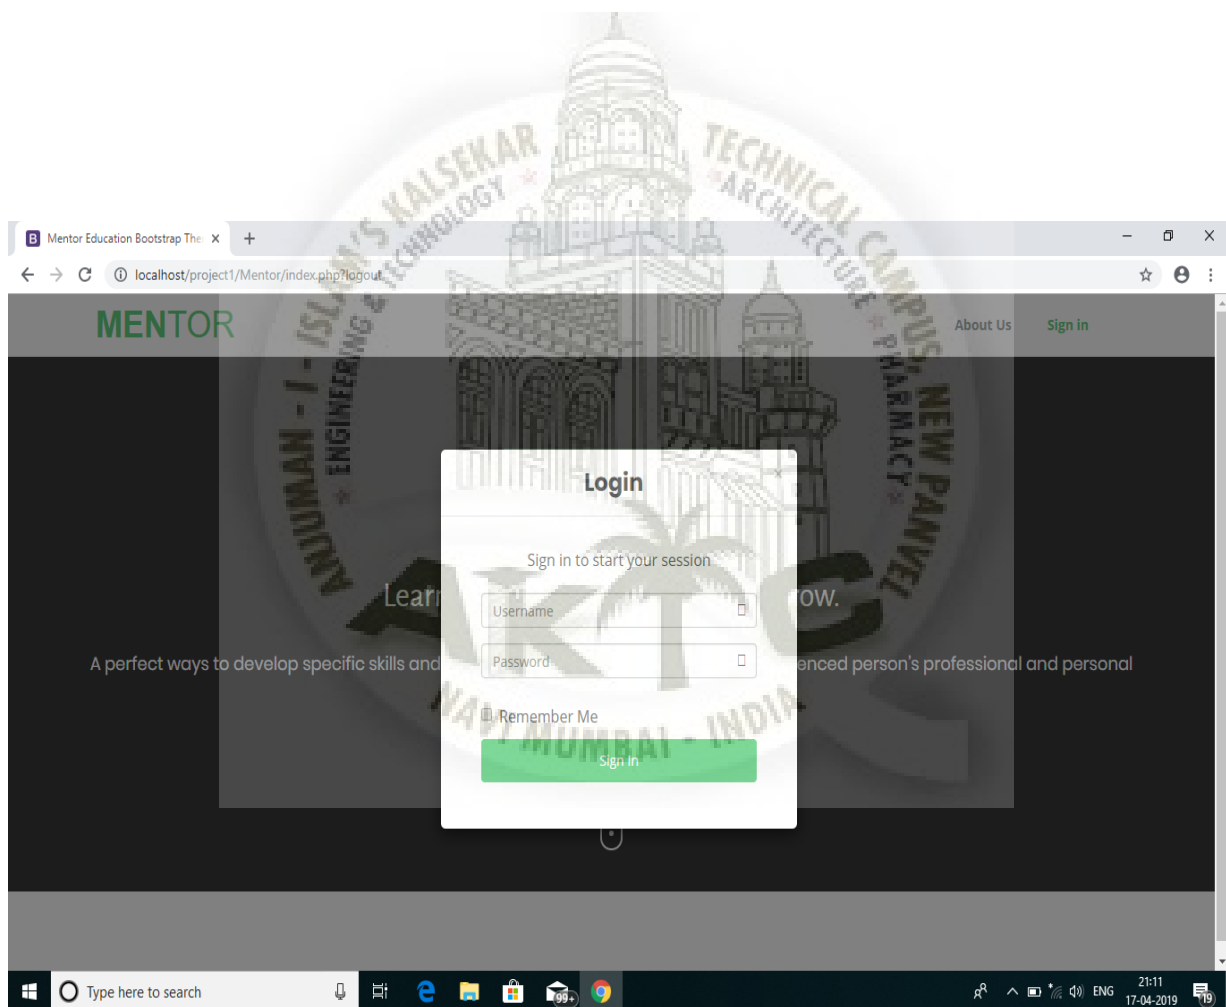 KALSEKAR TECHNICAL CAMPUS, NEW PANVEL
ANJUMAN - I - ISLAM'S
ENGINEERING & TECHNOLOGY * ARCHITECTURE * PHARMACY *
Mentor Education Bootstrap The
localhost/project1/Mentor/index.php?logout
MENTOR
About Us Sign in
Login
Sign in to start your session
Lear
ow.
Username
A perfect ways to develop specific skills and
enced person's professional and personal
Password
AKTC
Remember Me
NAVI MUMBAI - INDIA
Sign In
Type here to search
99+
ENG
21:11
17-04-2019
19